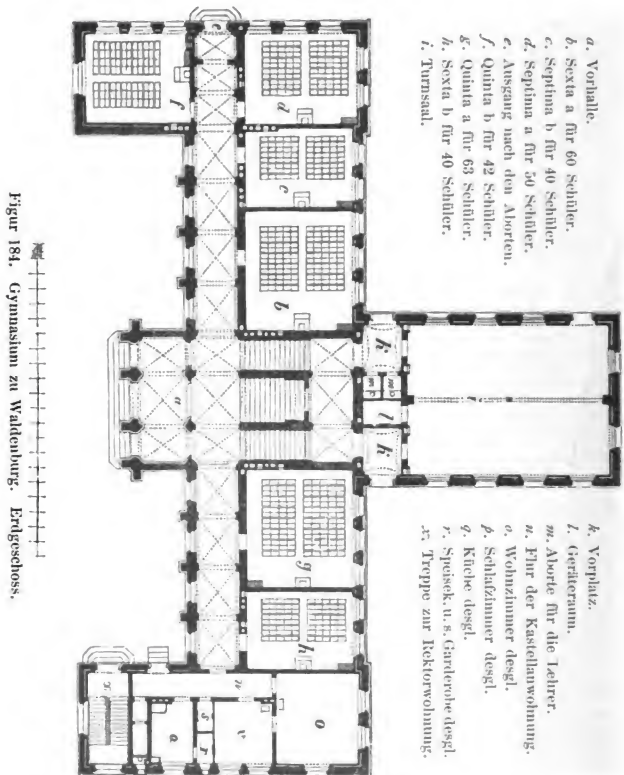 a. Vorhalle.
b. Sexta a für 60 Schüler.
c. Septima b für 40 Schüler.
d. Septima a für 50 Schüler.
e. Ausgang nach den Aborten.
f. Quinta b für 42 Schüler.
g. Quinta a für 63 Schüler.
h. Sexta b für 40 Schüler.
i. Turnsaal.
k. Vorplatz.
l. Geräteraum.
m. Aborte für die Lehrer.
n. Flur der Kastellanwohnung.
o. Wohnzimmer desgl.
p. Schlafzimmer desgl.
q. Küche desgl.
r. Speisek. u. s. Garderobe desgl.
x. Treppe zur Rektorwohnung.
e
f
d
c
b
a
k
m
m
l
k
i
g
h
n
o
s
r
x
Figur 184. Gymnasium zu Waldenburg. Erdgeschoss.